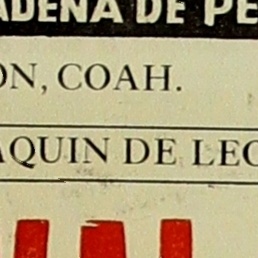 ADENA DE PE
ON, COAH.
AQUIN DE LEO